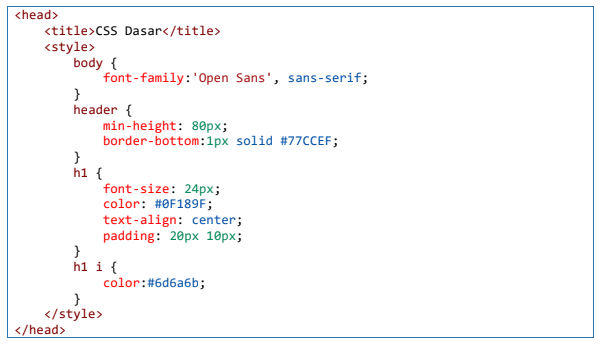 <head>
    <title>CSS Dasar</title>
    <style>
        body {
            font-family:'Open Sans', sans-serif;
        }
        header {
            min-height: 80px;
            border-bottom:1px solid #77CCEF;
        }
        h1 {
            font-size: 24px;
            color: #0F189F;
            text-align: center;
            padding: 20px 10px;
        }
        h1 i {
            color:#6d6a6b;
        }
    </style>
</head>